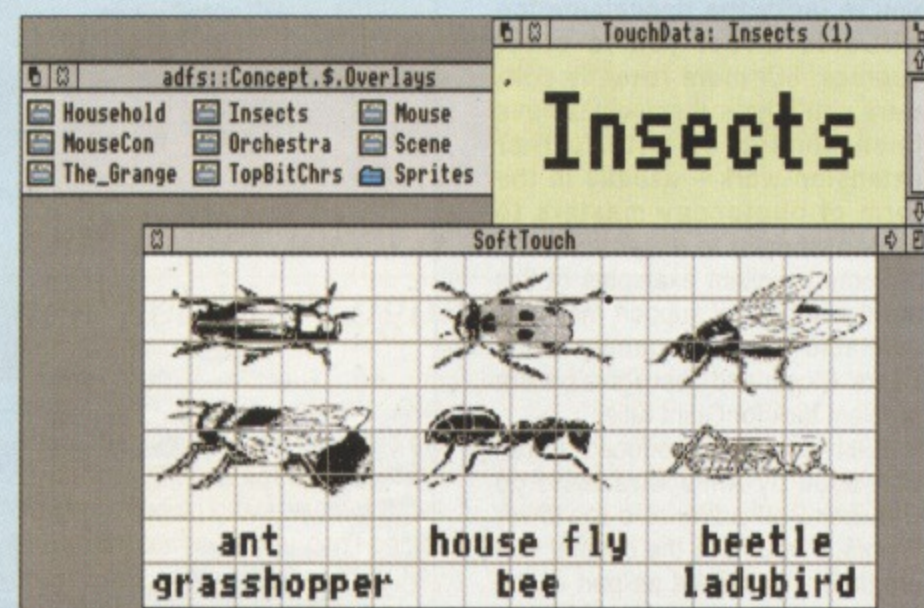 TouchData: Insects (1)
Insects
adfs::Concept.$.Overlays
Household Insects Mouse
MouseCon Orchestra Scene
The_Grange TopBitChrs Sprites
SoftTouch
ant house fly beetle
grasshopper bee ladybird